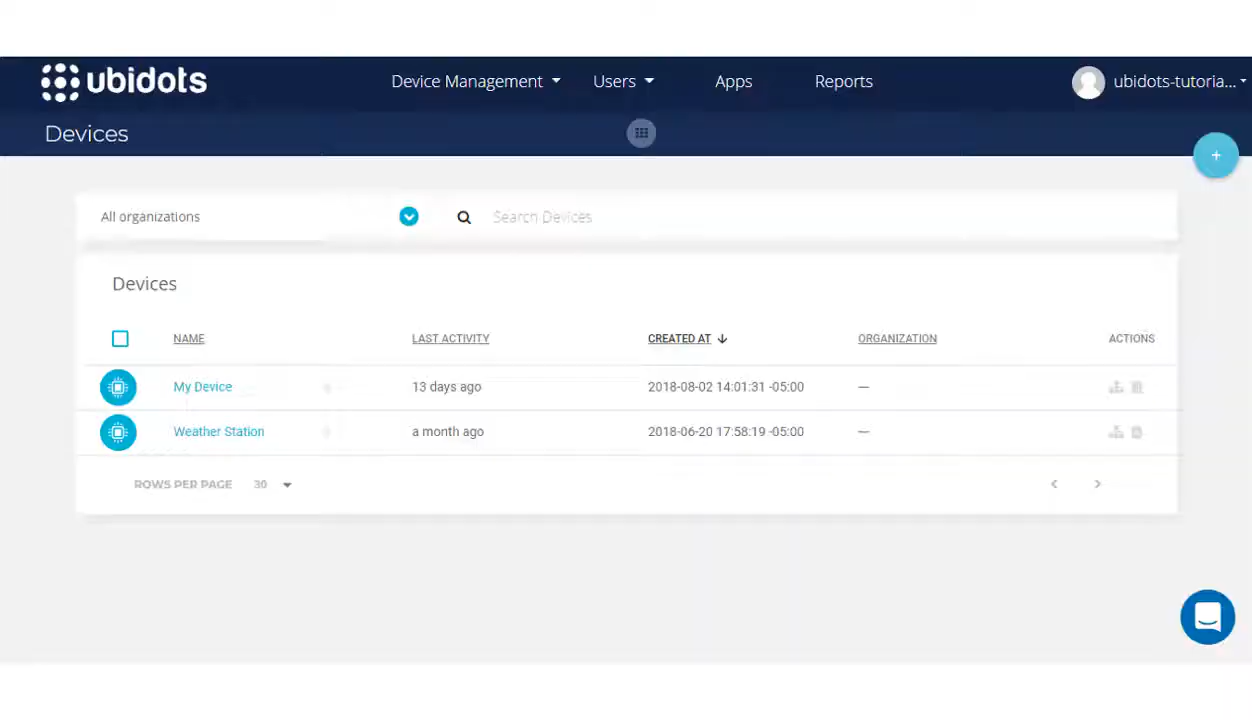 ubidots Device Management Users Apps Reports ubidots-tutoria...
Devices
+
All organizations Search Devices
Devices
NAME LAST ACTIVITY CREATED AT ORGANIZATION ACTIONS
My Device 13 days ago 2018-08-02 14:01:31 -05:00 —
Weather Station a month ago 2018-06-20 17:58:19 -05:00 —
ROWS PER PAGE 30